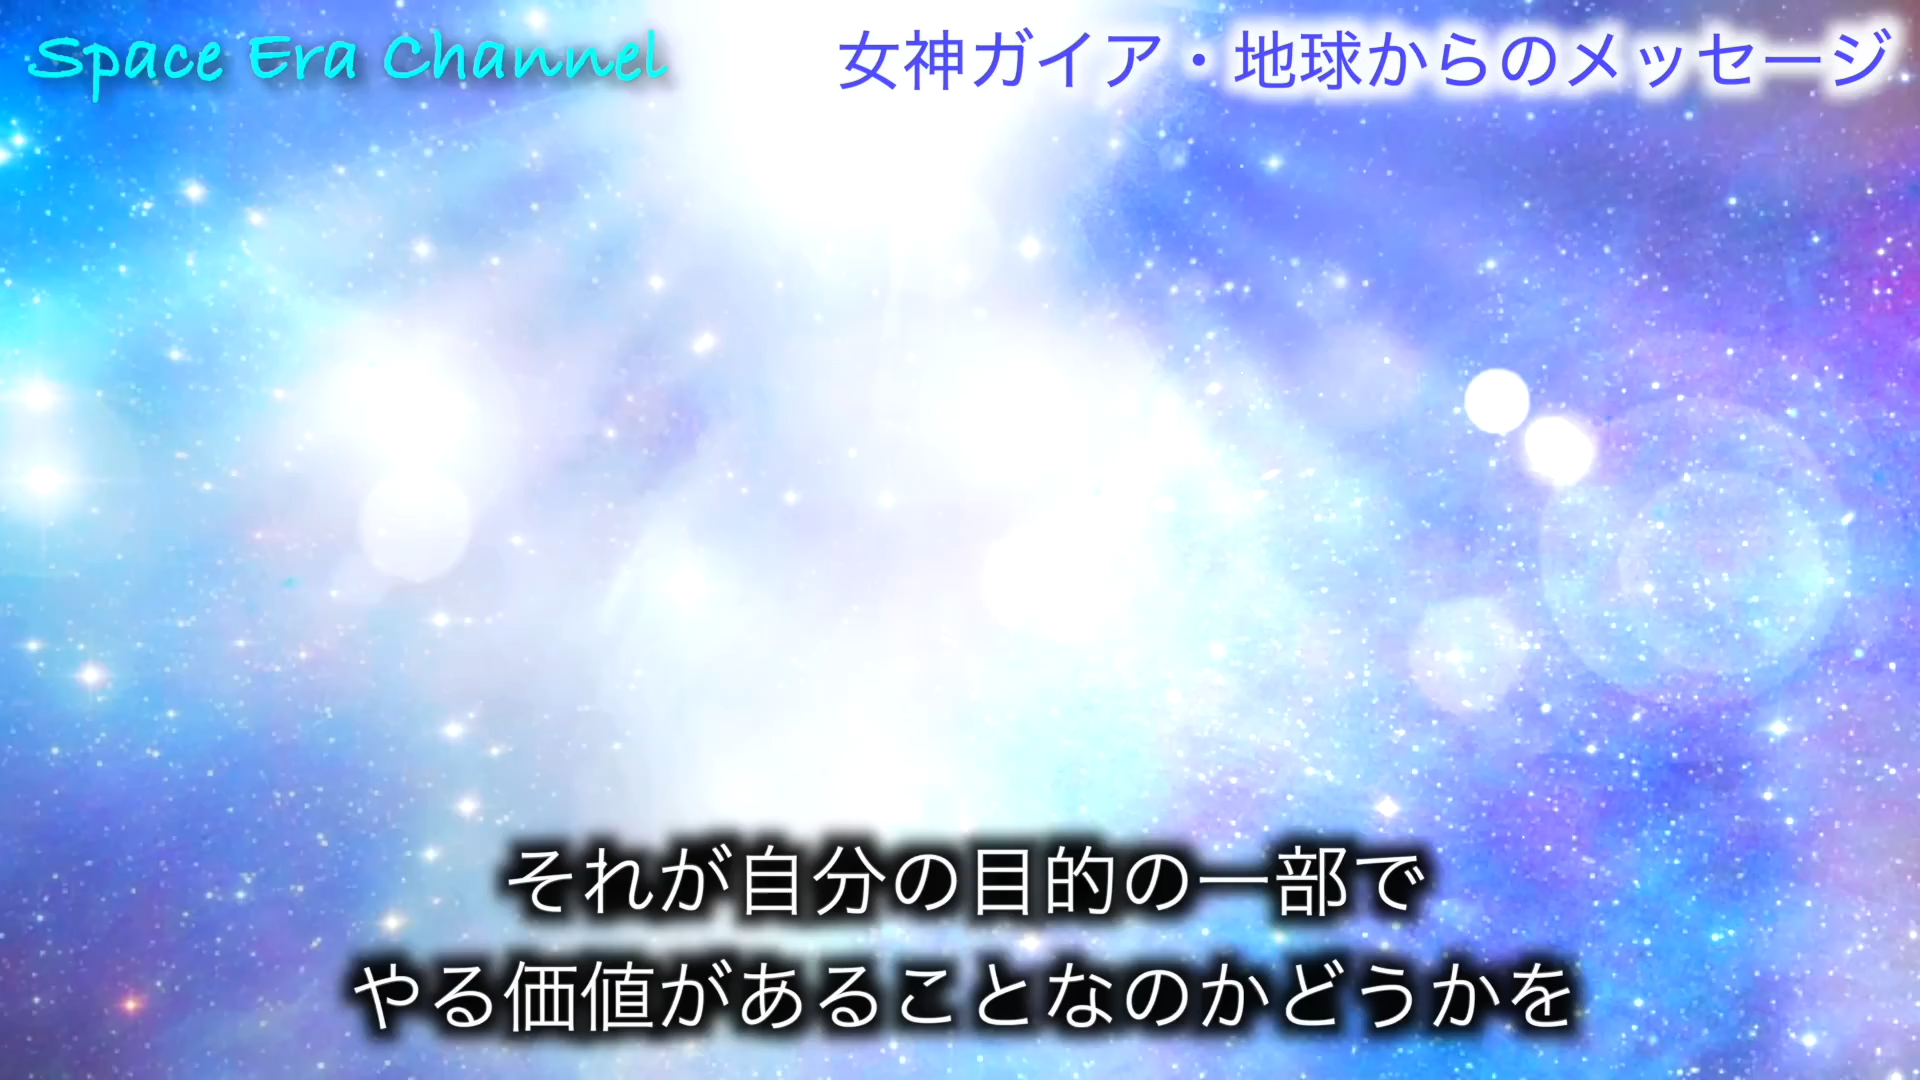 Space Era Channel
女神ガイア・地球からのメッセージ
それが自分の目的の一部で
やる価値があることなのかどうかを